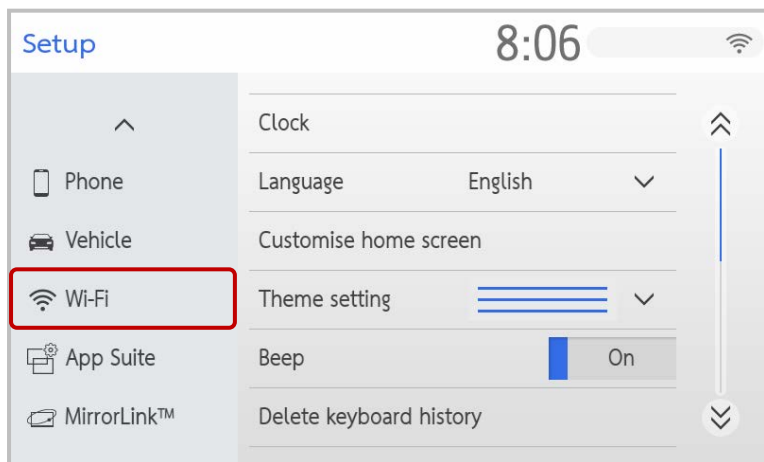 Setup 8:06
Clock
Phone
Language English
Vehicle
Customise home screen
Wi-Fi
Theme setting
App Suite
Beep On
MirrorLink™
Delete keyboard history